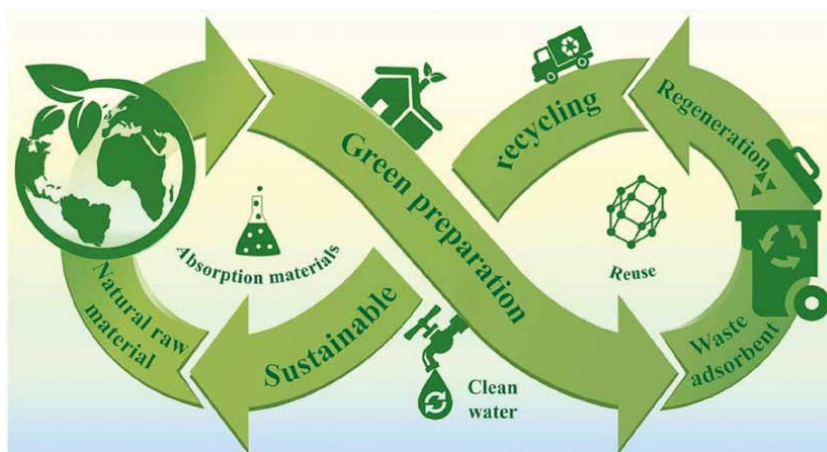 Green preparation
recycling
Regeneration
Absorption materials
Reuse
Natural raw
material
Sustainable
Clean
water
Waste
adsorbent